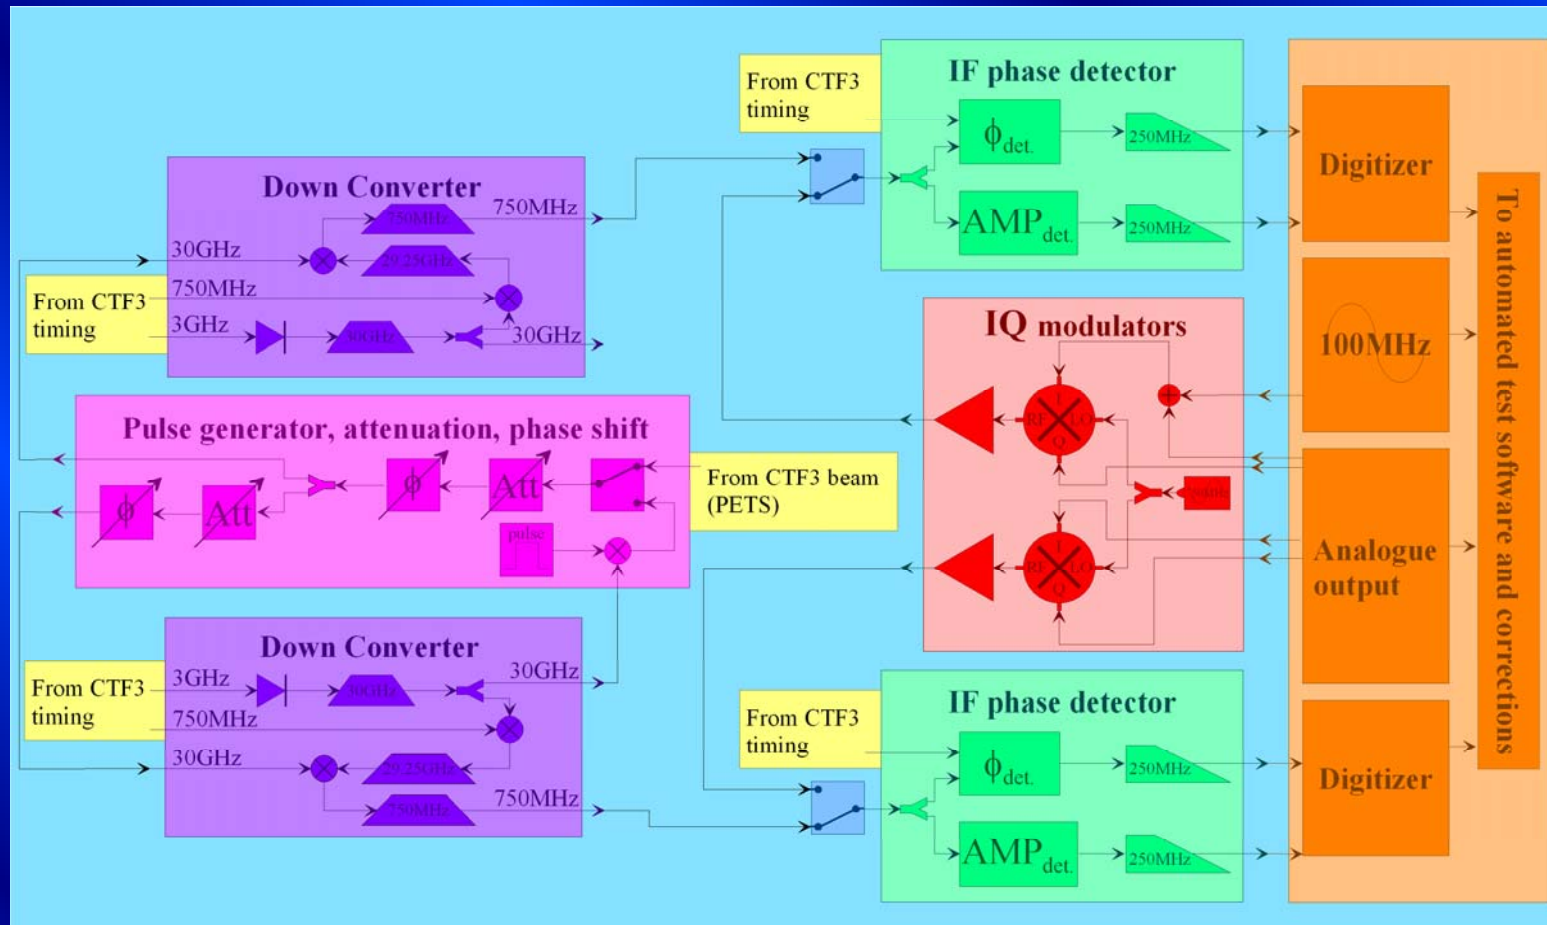 From CTF3
timing
IF phase detector
ϕdet.
250MHz
AMPdet.
250MHz
Digitizer
Down Converter
750MHz
750MHz
30GHz
29.25GHz
From CTF3
timing
750MHz
3GHz
30GHz
30GHz
IQ modulators
I
RF
LO
Q
I
RF
LO
Q
100MHz
Analogue
output
To automated test software and corrections
Pulse generator, attenuation, phase shift
ϕ
Att
ϕ
Att
pulse
From CTF3 beam
(PETS)
Down Converter
From CTF3
timing
3GHz
30GHz
30GHz
750MHz
30GHz
29.25GHz
750MHz
750MHz
From CTF3
timing
IF phase detector
ϕdet.
250MHz
AMPdet.
250MHz
Digitizer